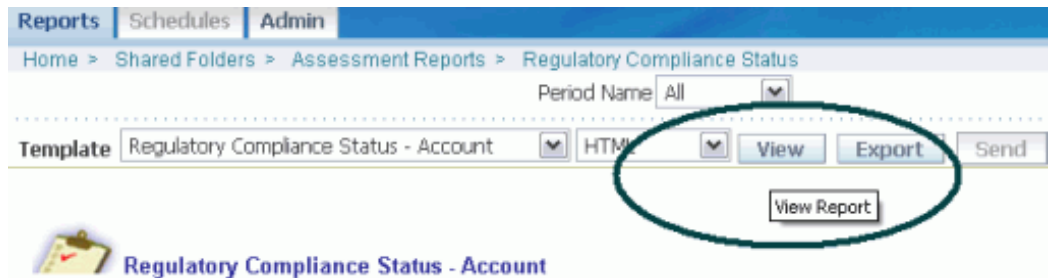 Reports Schedules Admin
Home > Shared Folders > Assessment Reports > Regulatory Compliance Status
Period Name All
Template Regulatory Compliance Status - Account HTML View Export Send
View Report
Regulatory Compliance Status - Account